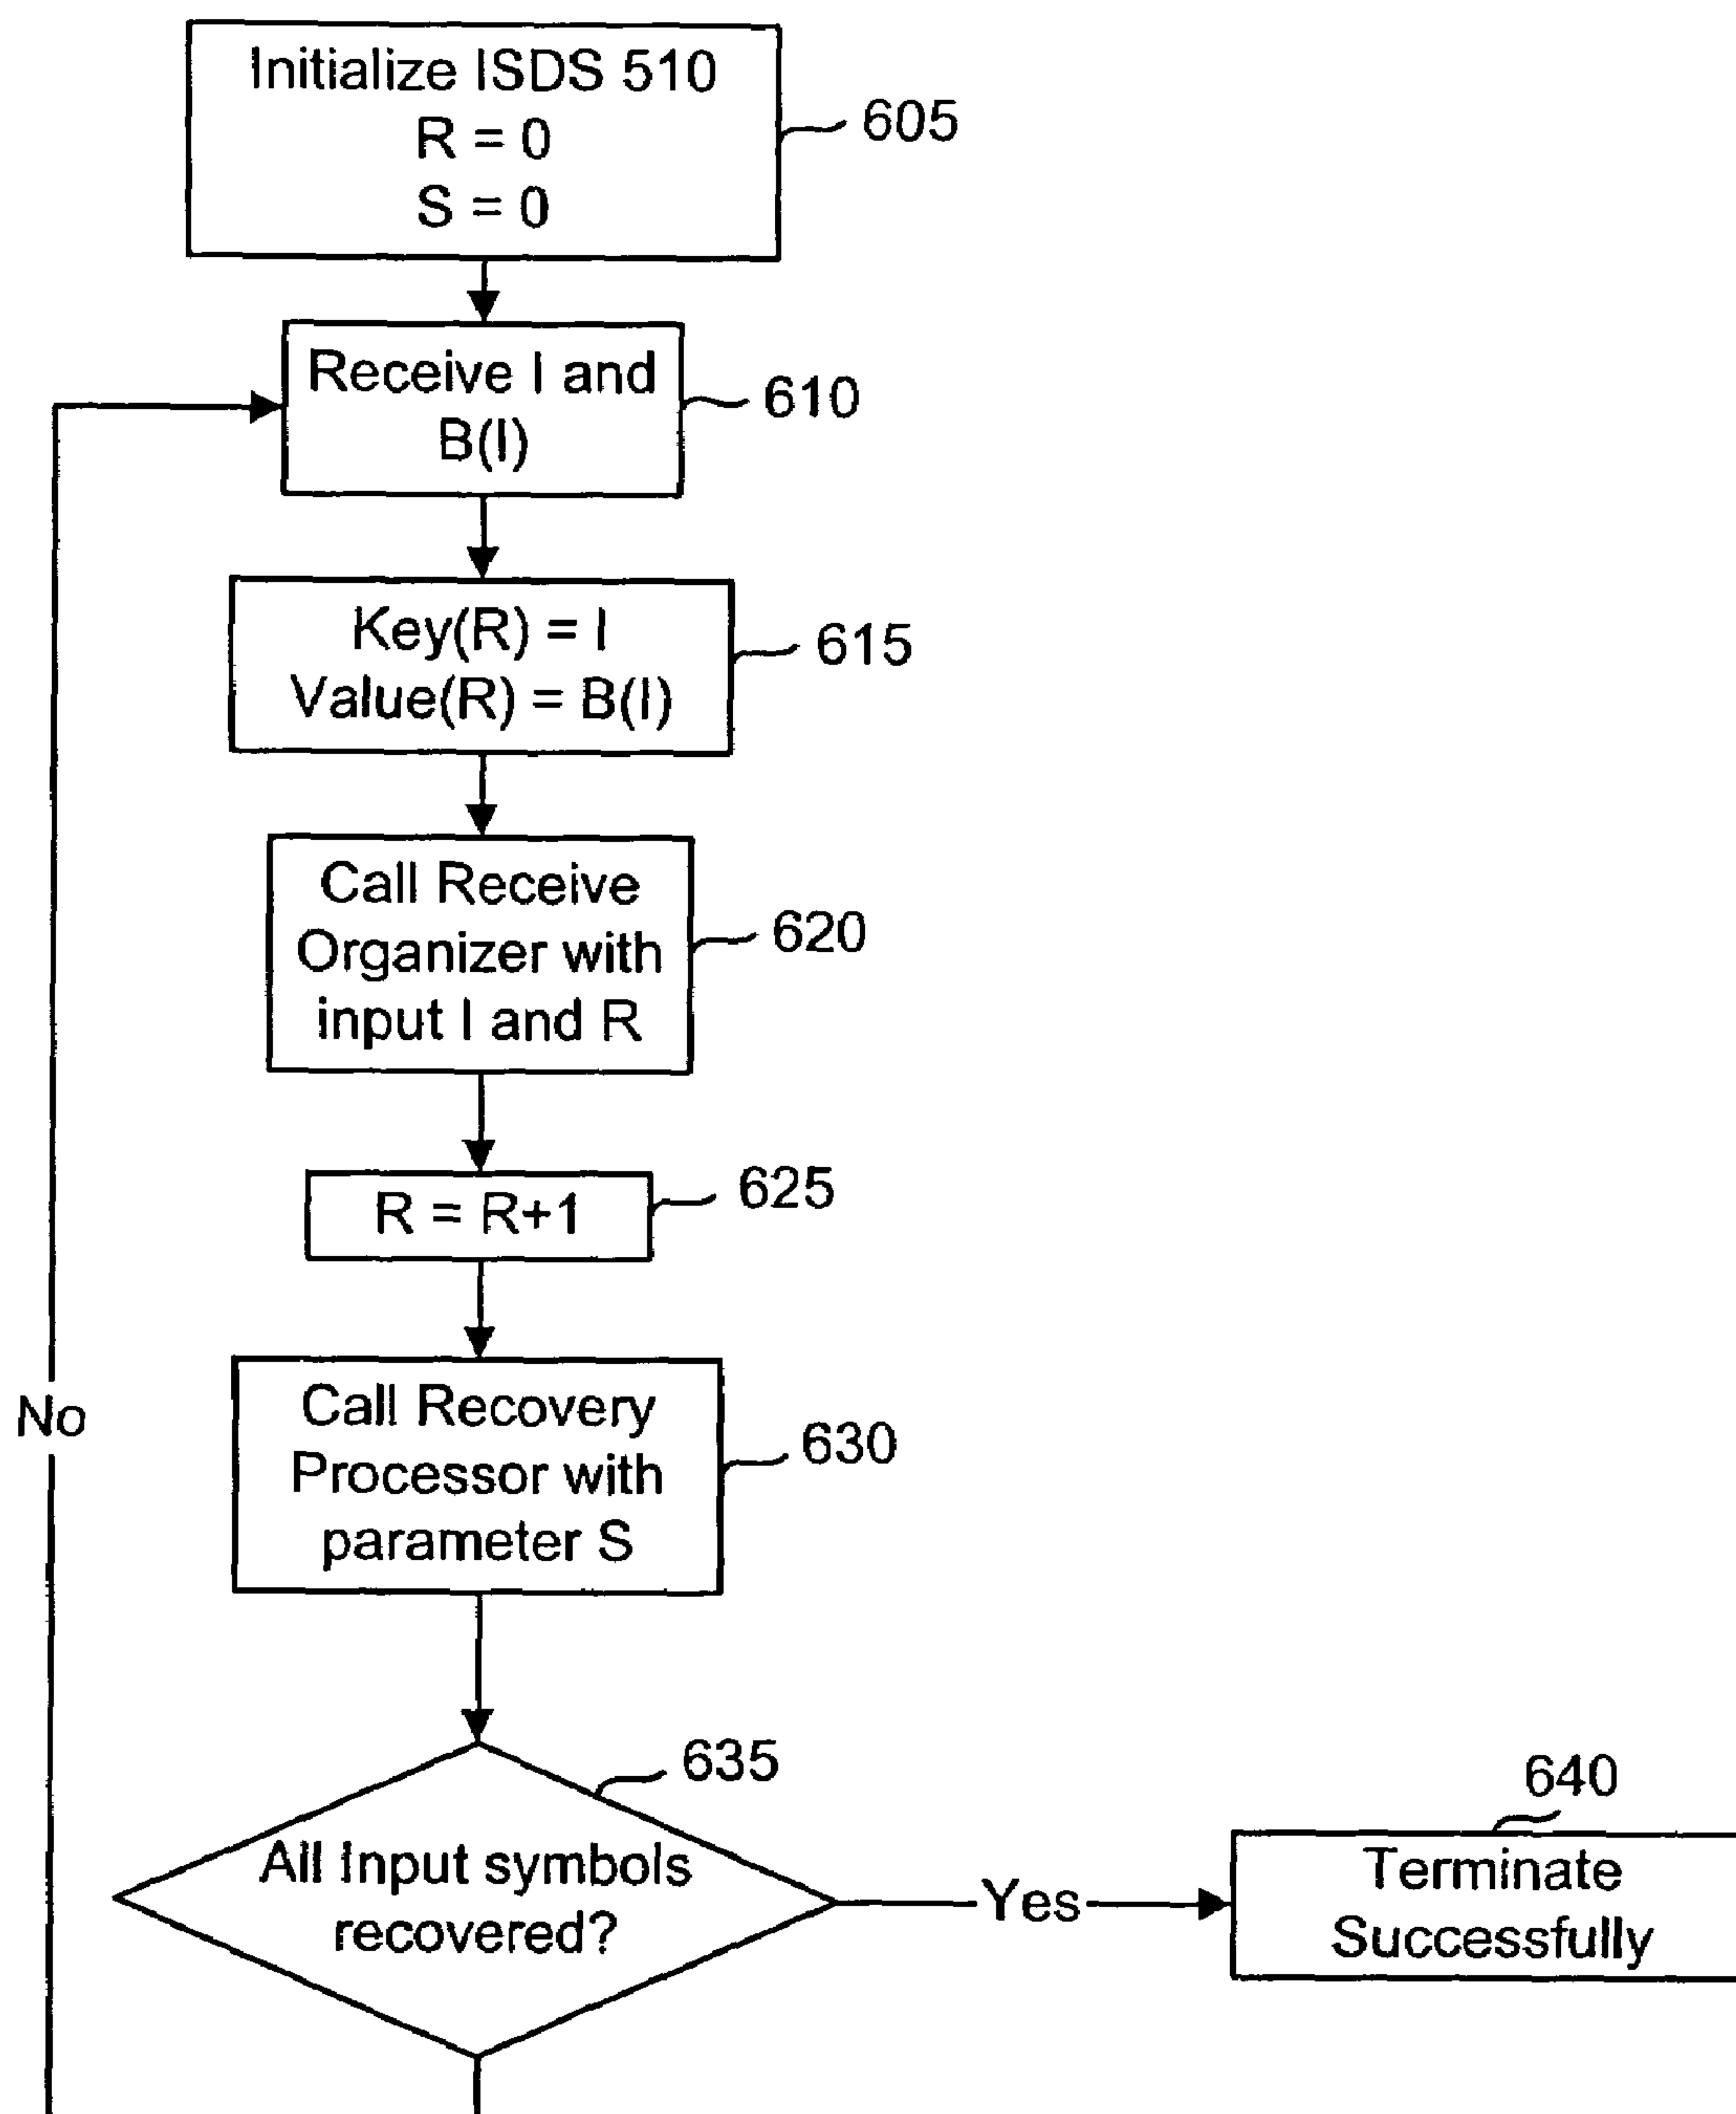 Initialize ISDS 510
R = 0
S = 0
605
Receive I and
B(I)
610
Key(R) = I
Value(R) = B(I)
615
Call Receive
Organizer with
input I and R
620
R = R+1
625
Call Recovery
Processor with
parameter S
630
No
635
All Input symbols
recovered?
Yes
640
Terminate
Successfully